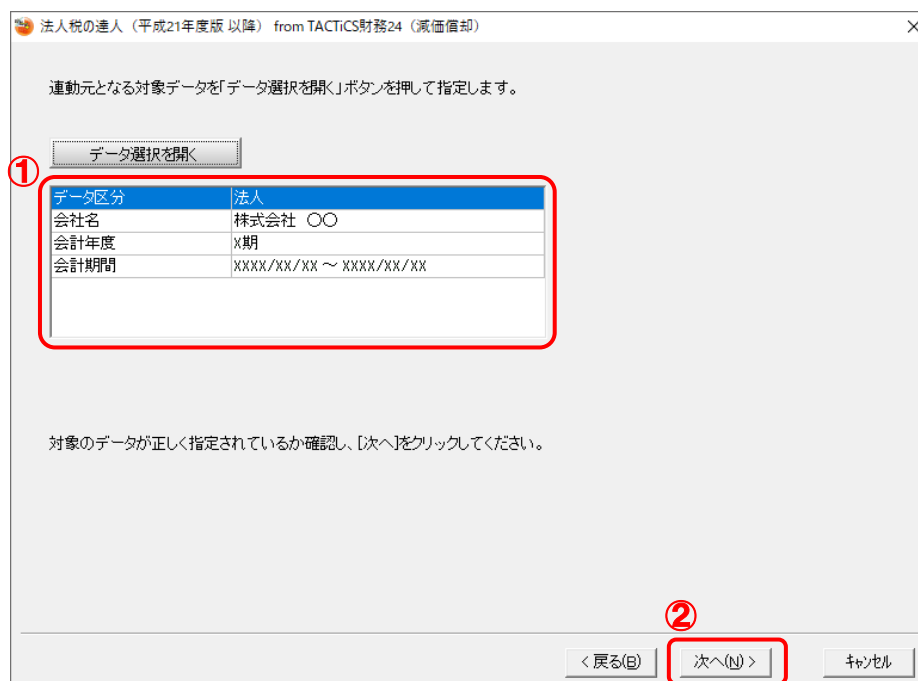 法人税の達人（平成21年度版 以降） from TACTiCS財務24（減価償却）
連動元となる対象データを「データ選択を開く」ボタンを押して指定します。
データ選択を開く
①
データ区分 法人
会社名 株式会社 〇〇
会計年度 X期
会計期間 XXXX/XX/XX ～ XXXX/XX/XX
対象のデータが正しく指定されているか確認し、[次へ]をクリックしてください。
②
< 戻る(B) 次へ(N) > キャンセル